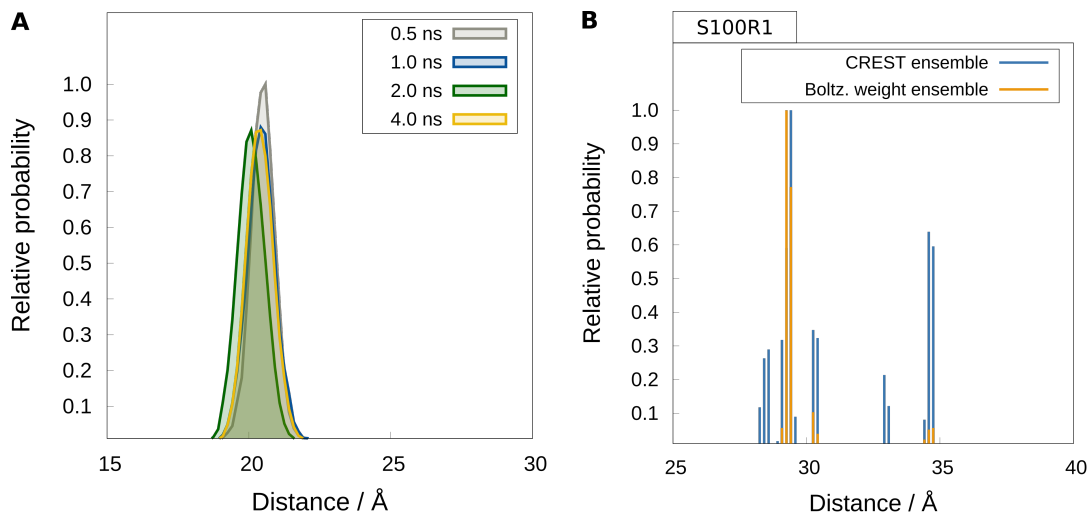 A
0.5 ns
1.0 ns
2.0 ns
4.0 ns
Relative probability
1.0
0.9
0.8
0.7
0.6
0.5
0.4
0.3
0.2
0.1
15 20 25 30
Distance / Å
B
S100R1
CREST ensemble
Boltz. weight ensemble
Relative probability
1.0
0.9
0.8
0.7
0.6
0.5
0.4
0.3
0.2
0.1
25 30 35 40
Distance / Å